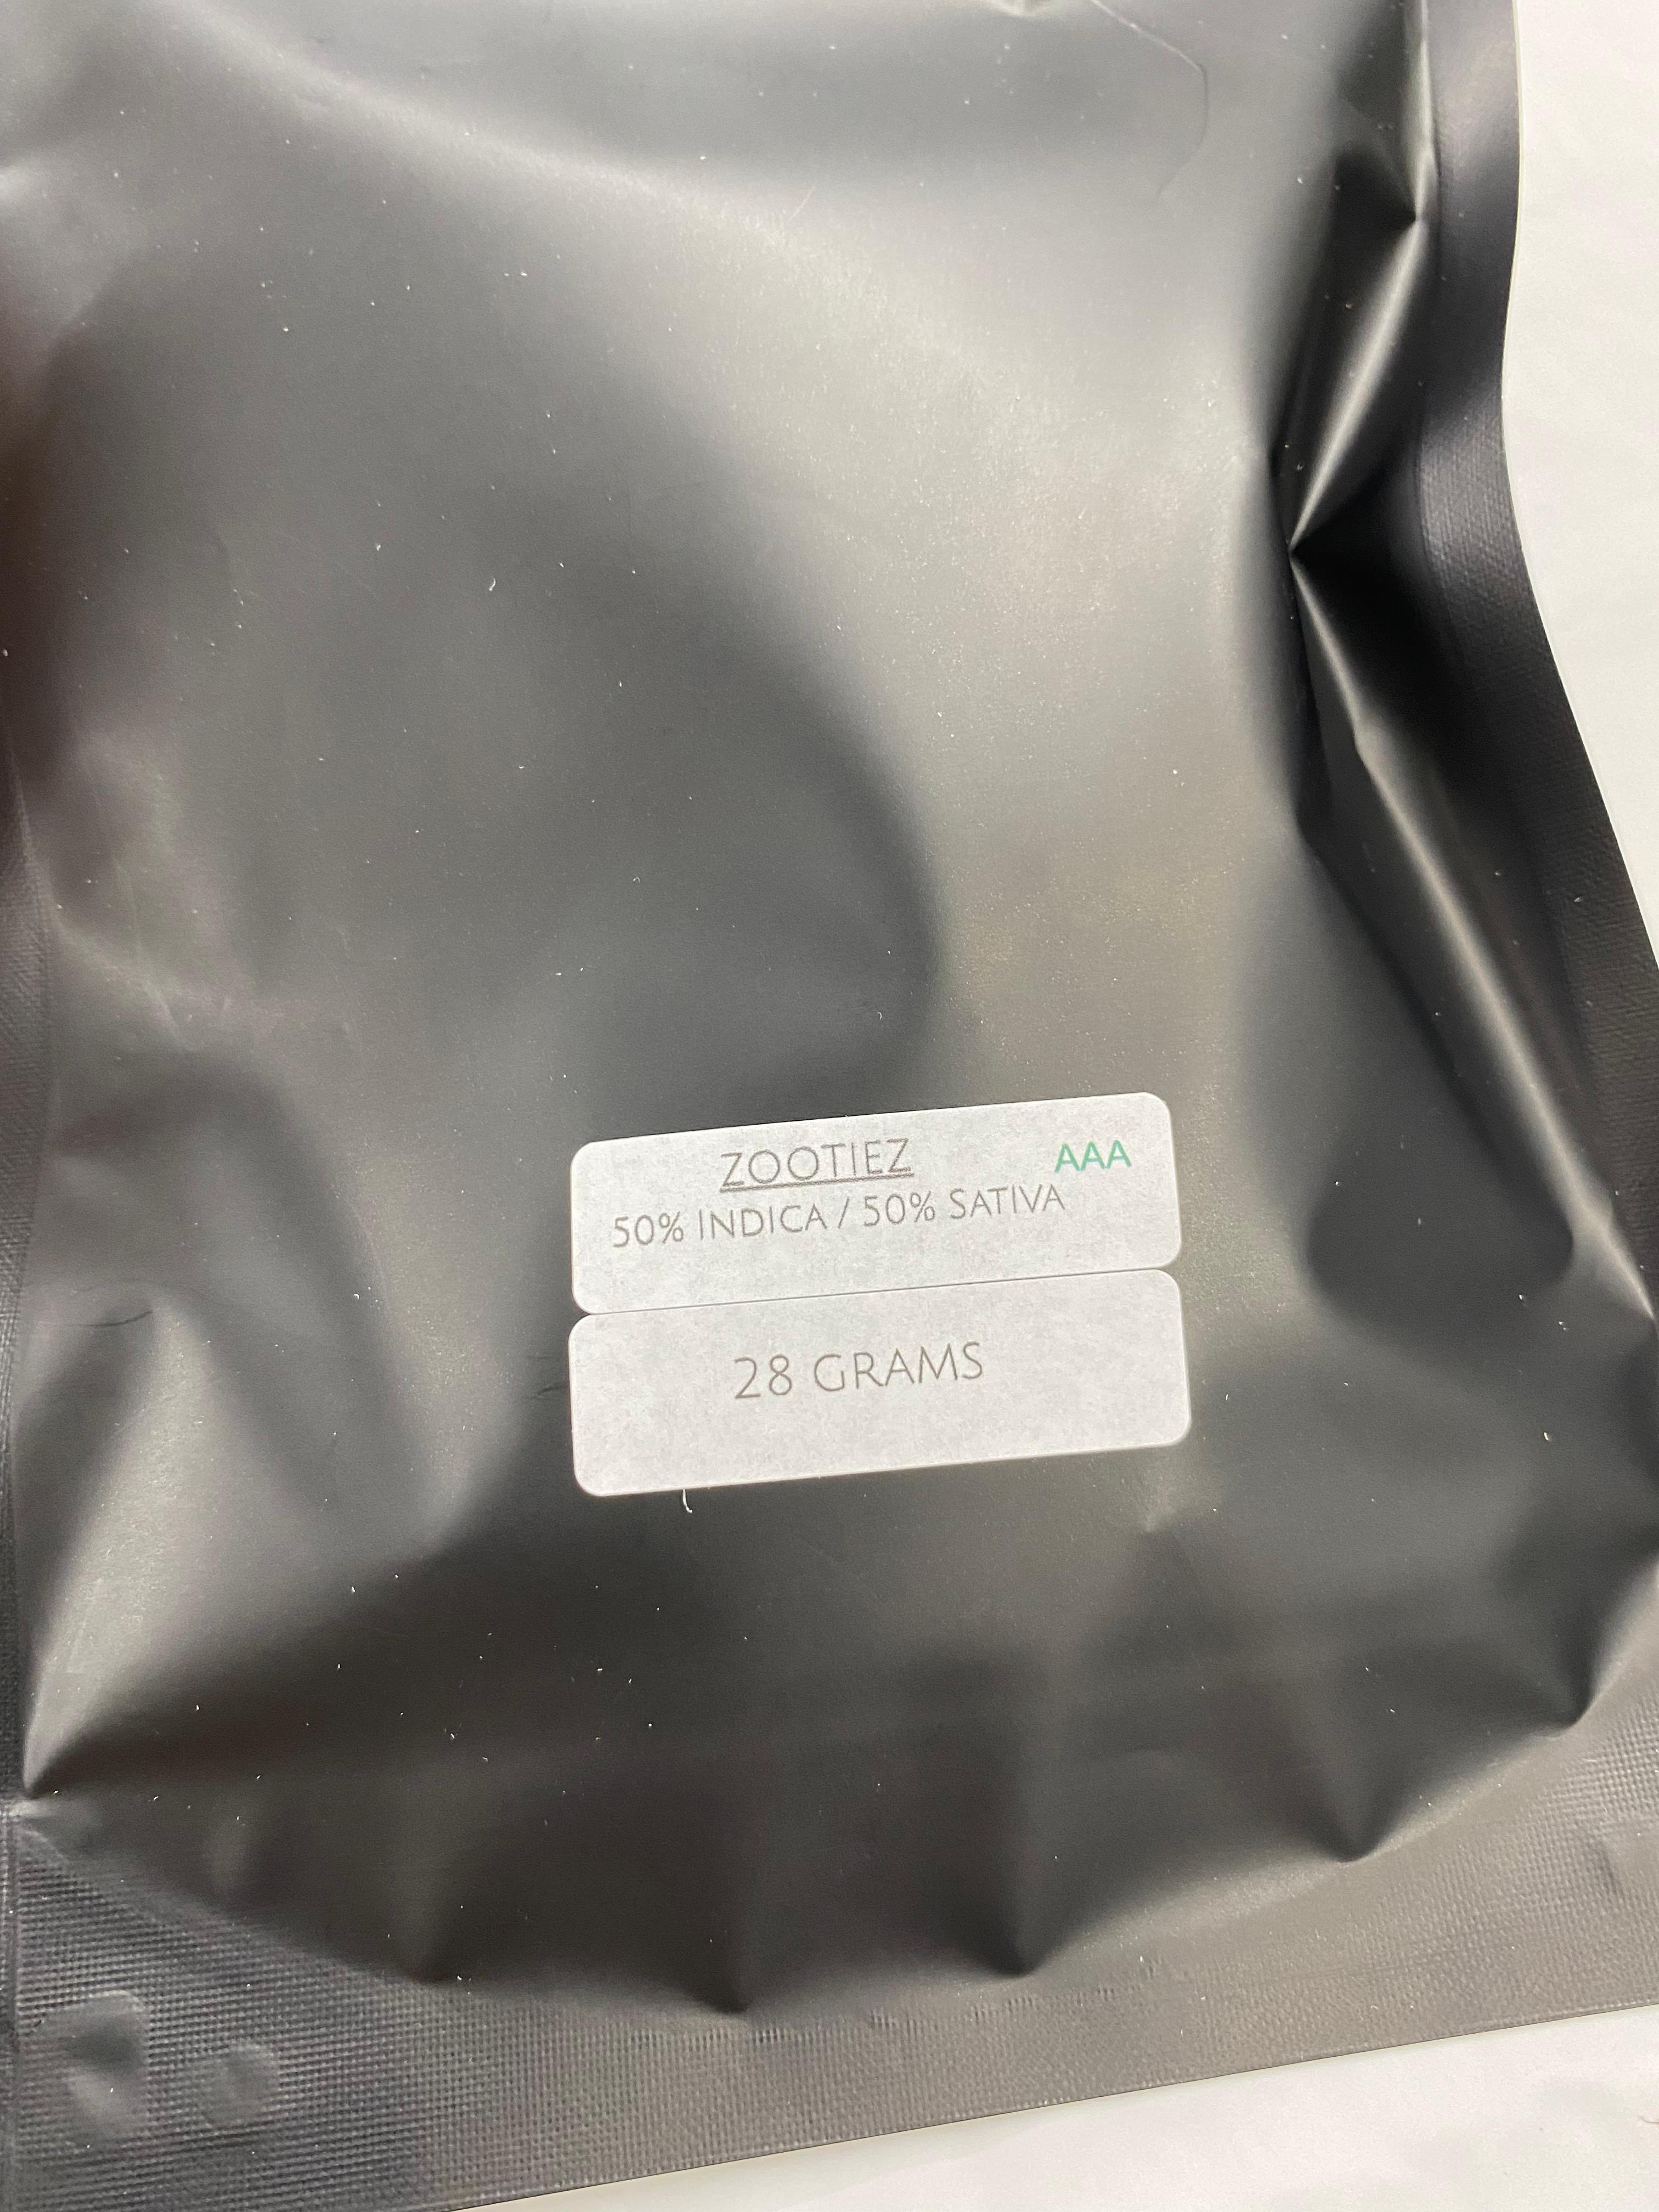 ZOOTIEZ AAA
50% INDICA / 50% SATIVA
28 GRAMS